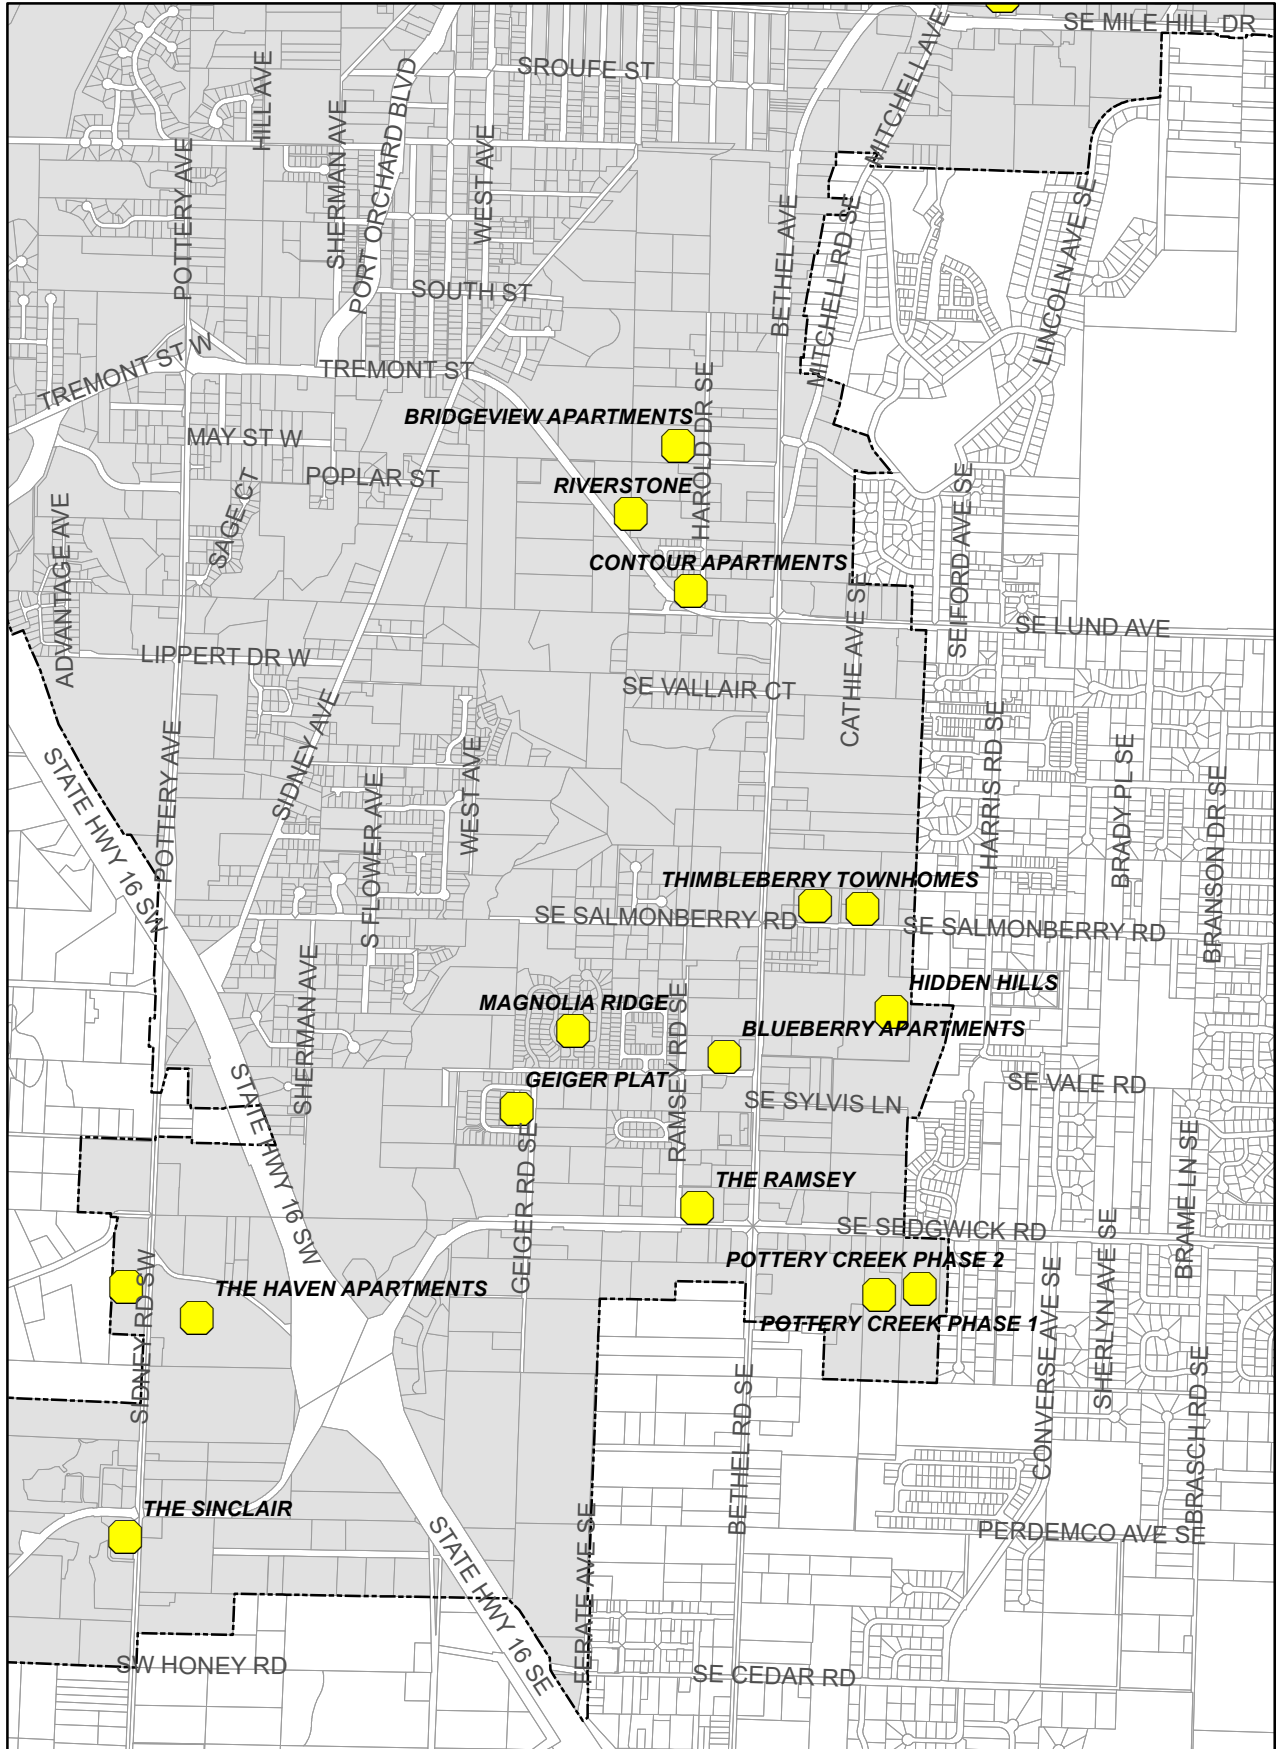 SE MILE HILL DR
MITCHELL AVE
SROUFE ST
HILL AVE
PORT ORCHARD BLVD
SHERMAN AVE
MITCHELL AVE
POTTERY AVE
WEST AVE
BETHEL AVE
MITCHELL RD SE
LINCOLN AVE SE
SOUTH ST
TREMONT ST W
TREMONT ST
HAROLD DR SE
BRIDGEVIEW APARTMENTS
MAY ST W
POPLAR ST
SAGE CT
RIVERSTONE
SEIFORD AVE SE
ADVANTAGE AVE
CONTOUR APARTMENTS
CATHIE AVE SE
SE LUND AVE
LIPPERT DR W
SE VALLAIR CT
SIDNEY AVE
POTTERY AVE
STATE HWY 16 SW
S FLOWER AVE
WEST AVE
HARRIS RD SE
BRADY PL SE
BRANSON DR SE
THIMBLEBERRY TOWNHOMES
SE SALMONBERRY RD
SE SALMONBERRY RD
SHERMAN AVE
HIDDEN HILLS
MAGNOLIA RIDGE
RAMSEY RD SE
BLUEBERRY APARTMENTS
GEIGER PLAT
SE VALE RD
SE SYLVIS LN
STATE HWY 16 SW
GEIGER RD SE
BRAME LN SE
THE RAMSEY
SE SEDGWICK RD
SHERLYN AVE SE
POTTERY CREEK PHASE 2
THE HAVEN APARTMENTS
SIDNEY RD SW
POTTERY CREEK PHASE 1
CONVERSE AVE SE
BETHEL RD SE
BRASCH RD SE
THE SINCLAIR
STATE HWY 16 SE
PERDEMCO AVE SE
FERATE AVE SE
SW HONEY RD
SE CEDAR RD